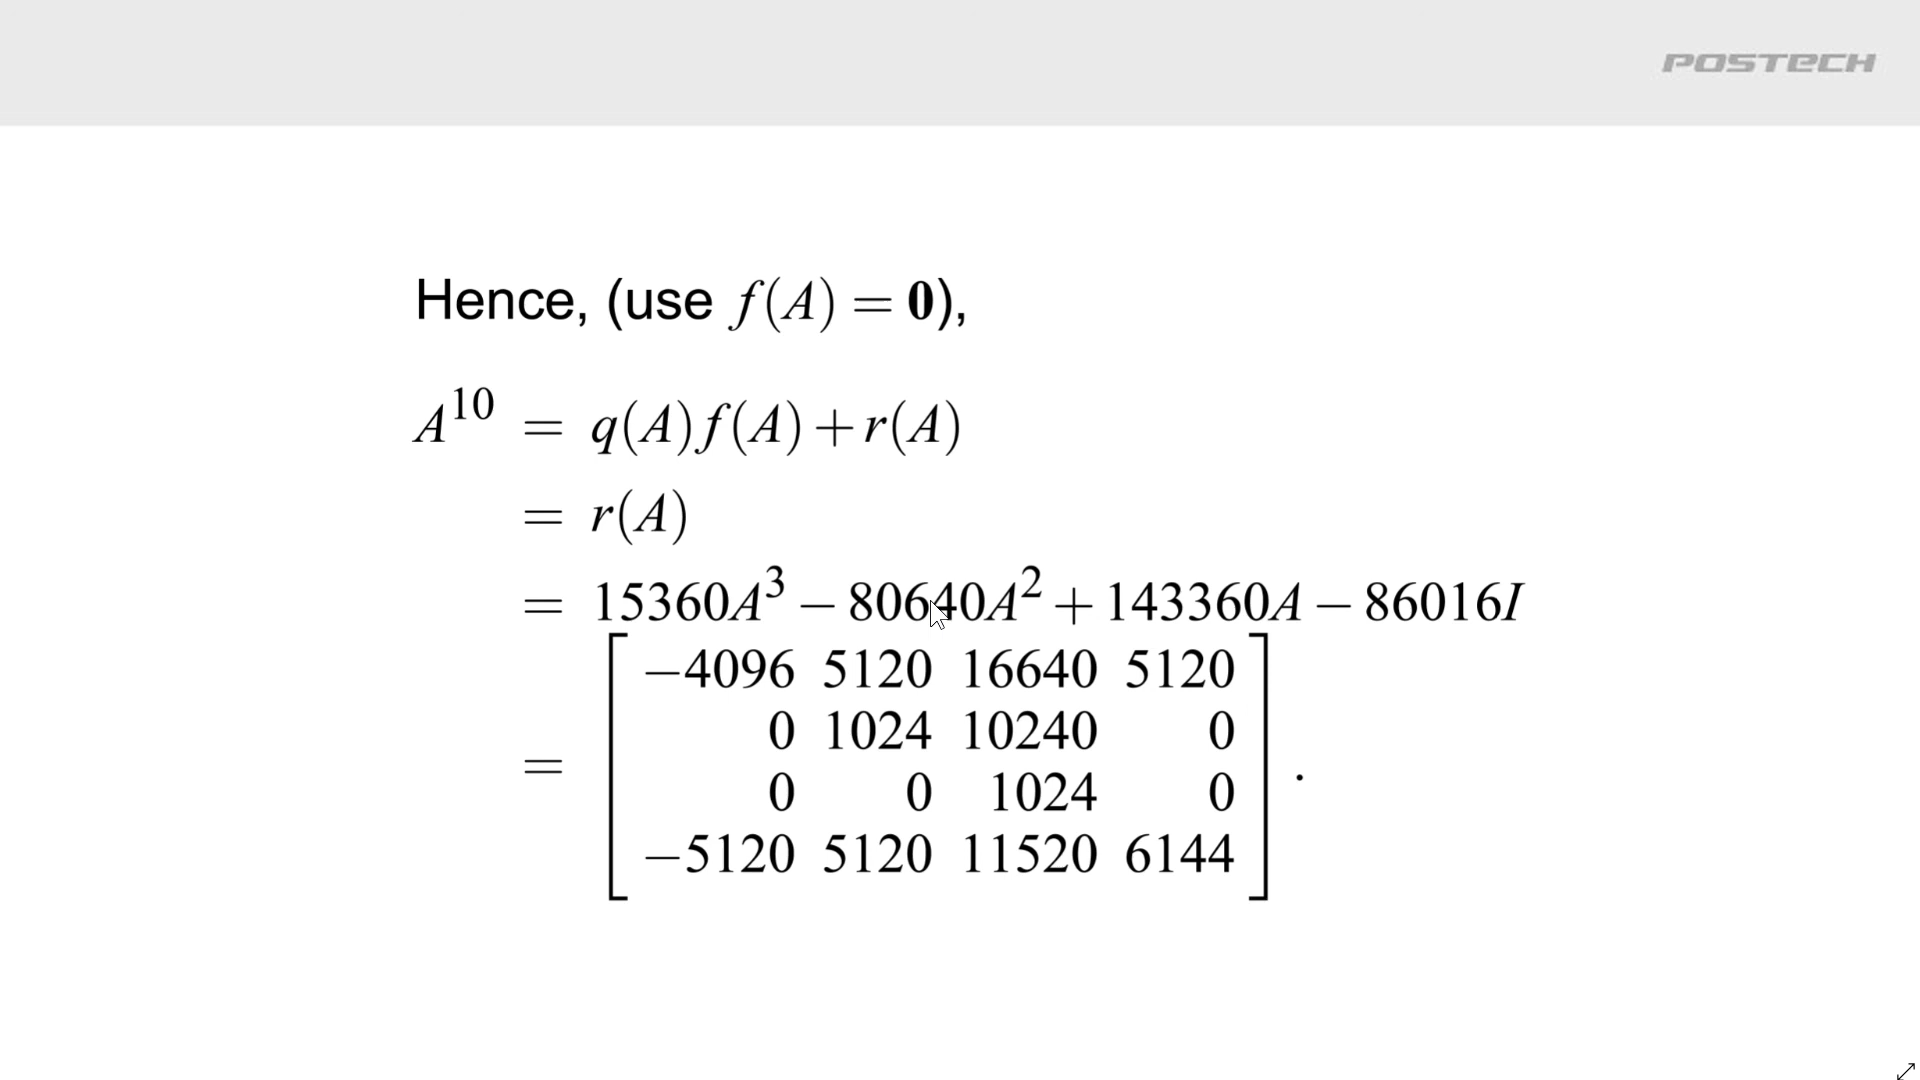 POSTECH
Hence, (use f(A) = 0),
A^10 = q(A)f(A)+r(A)
= r(A)
= 15360A^3 − 80640A^2 + 143360A − 86016I
= [ −4096 5120 16640 5120
0 1024 10240 0
0 0 1024 0
−5120 5120 11520 6144 ] .